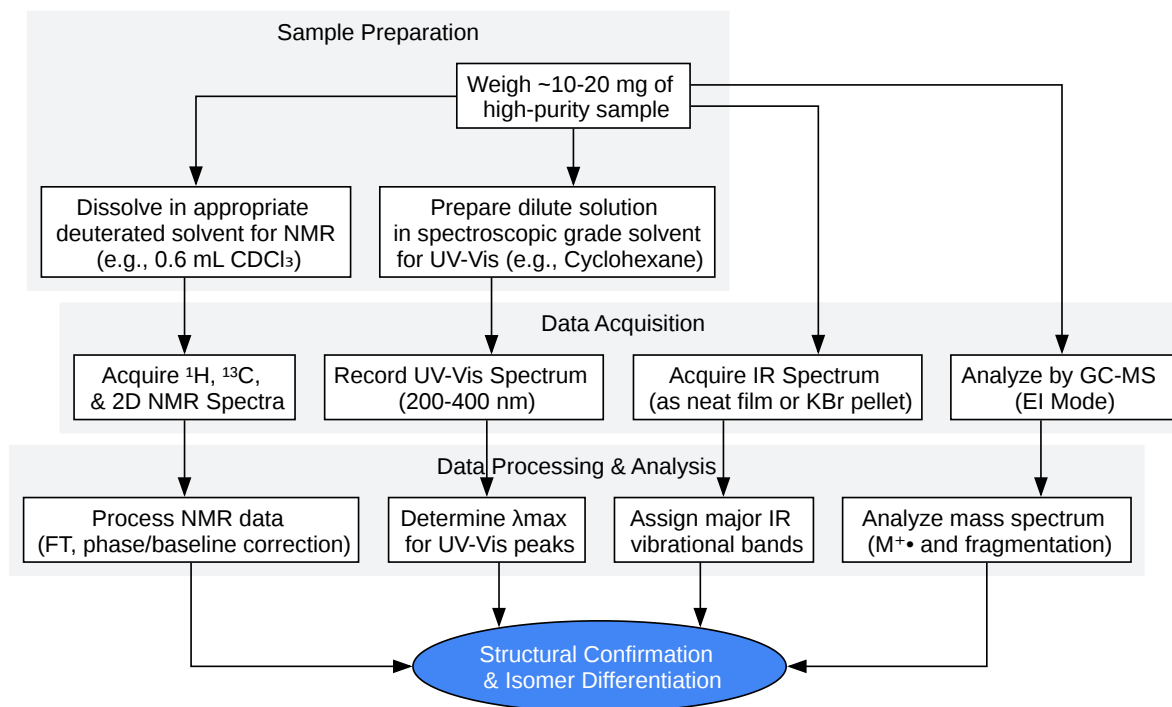 Sample Preparation
Weigh ~10-20 mg of
high-purity sample
Dissolve in appropriate
deuterated solvent for NMR
(e.g., 0.6 mL CDCl₃)
Prepare dilute solution
in spectroscopic grade solvent
for UV-Vis (e.g., Cyclohexane)
Data Acquisition
Acquire ¹H, ¹³C,
& 2D NMR Spectra
Record UV-Vis Spectrum
(200-400 nm)
Acquire IR Spectrum
(as neat film or KBr pellet)
Analyze by GC-MS
(EI Mode)
Data Processing & Analysis
Process NMR data
(FT, phase/baseline correction)
Determine λmax
for UV-Vis peaks
Assign major IR
vibrational bands
Analyze mass spectrum
(M⁺• and fragmentation)
Structural Confirmation
& Isomer Differentiation